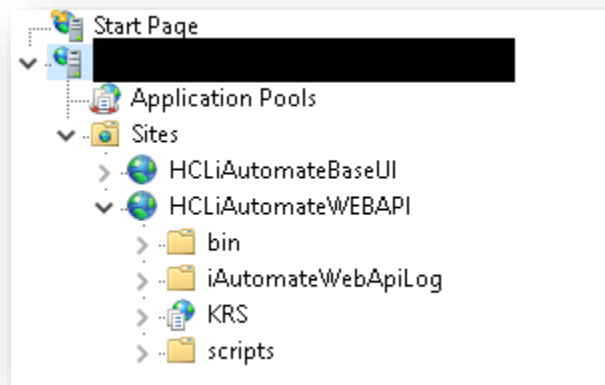 Start Page
Application Pools
Sites
HCLiAutomateBaseUI
HCLiAutomateWEBAPI
bin
iAutomateWebApiLog
KRS
scripts